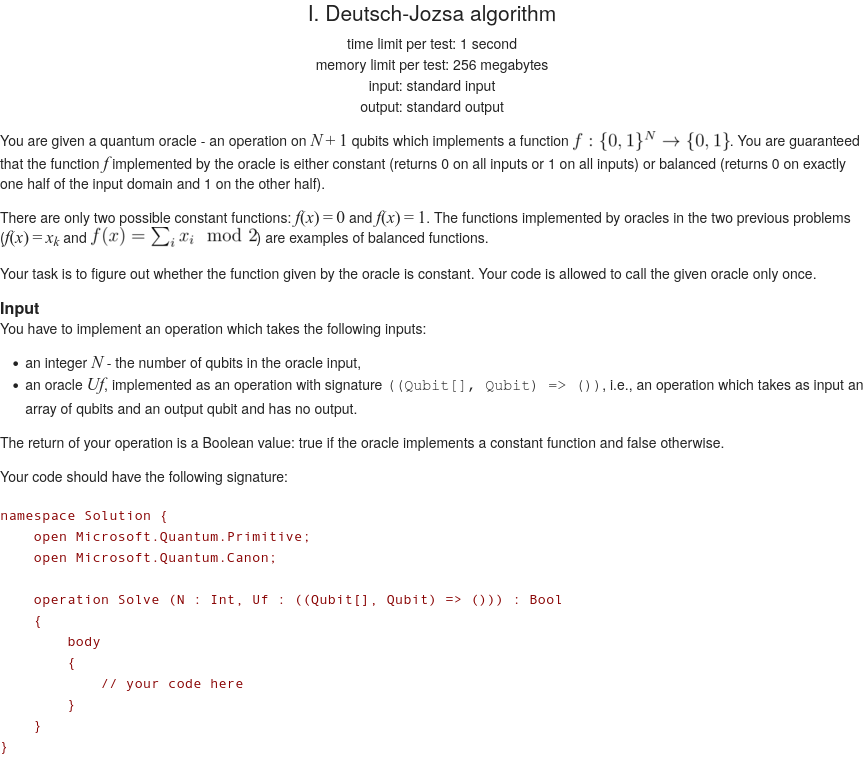 I. Deutsch-Jozsa algorithm
time limit per test: 1 second
memory limit per test: 256 megabytes
input: standard input
output: standard output
You are given a quantum oracle - an operation on N + 1 qubits which implements a function f : {0, 1}^N → {0, 1}. You are guaranteed
that the function f implemented by the oracle is either constant (returns 0 on all inputs or 1 on all inputs) or balanced (returns 0 on exactly
one half of the input domain and 1 on the other half).
There are only two possible constant functions: f(x) = 0 and f(x) = 1. The functions implemented by oracles in the two previous problems
(f(x) = x_k and f(x) = ∑_i x_i mod 2) are examples of balanced functions.
Your task is to figure out whether the function given by the oracle is constant. Your code is allowed to call the given oracle only once.
Input
You have to implement an operation which takes the following inputs:
• an integer N - the number of qubits in the oracle input,
• an oracle Uf, implemented as an operation with signature ((Qubit[], Qubit) => ()), i.e., an operation which takes as input an
array of qubits and an output qubit and has no output.
The return of your operation is a Boolean value: true if the oracle implements a constant function and false otherwise.
Your code should have the following signature:
namespace Solution {
    open Microsoft.Quantum.Primitive;
    open Microsoft.Quantum.Canon;
    operation Solve (N : Int, Uf : ((Qubit[], Qubit) => ())) : Bool
    {
        body
        {
            // your code here
        }
    }
}